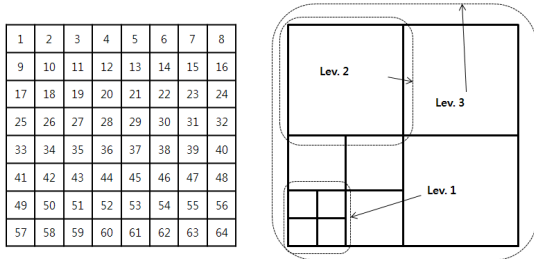 1 2 3 4 5 6 7 8
9 10 11 12 13 14 15 16
17 18 19 20 21 22 23 24
25 26 27 28 29 30 31 32
33 34 35 36 37 38 39 40
41 42 43 44 45 46 47 48
49 50 51 52 53 54 55 56
57 58 59 60 61 62 63 64
Lev. 2
Lev. 3
Lev. 1